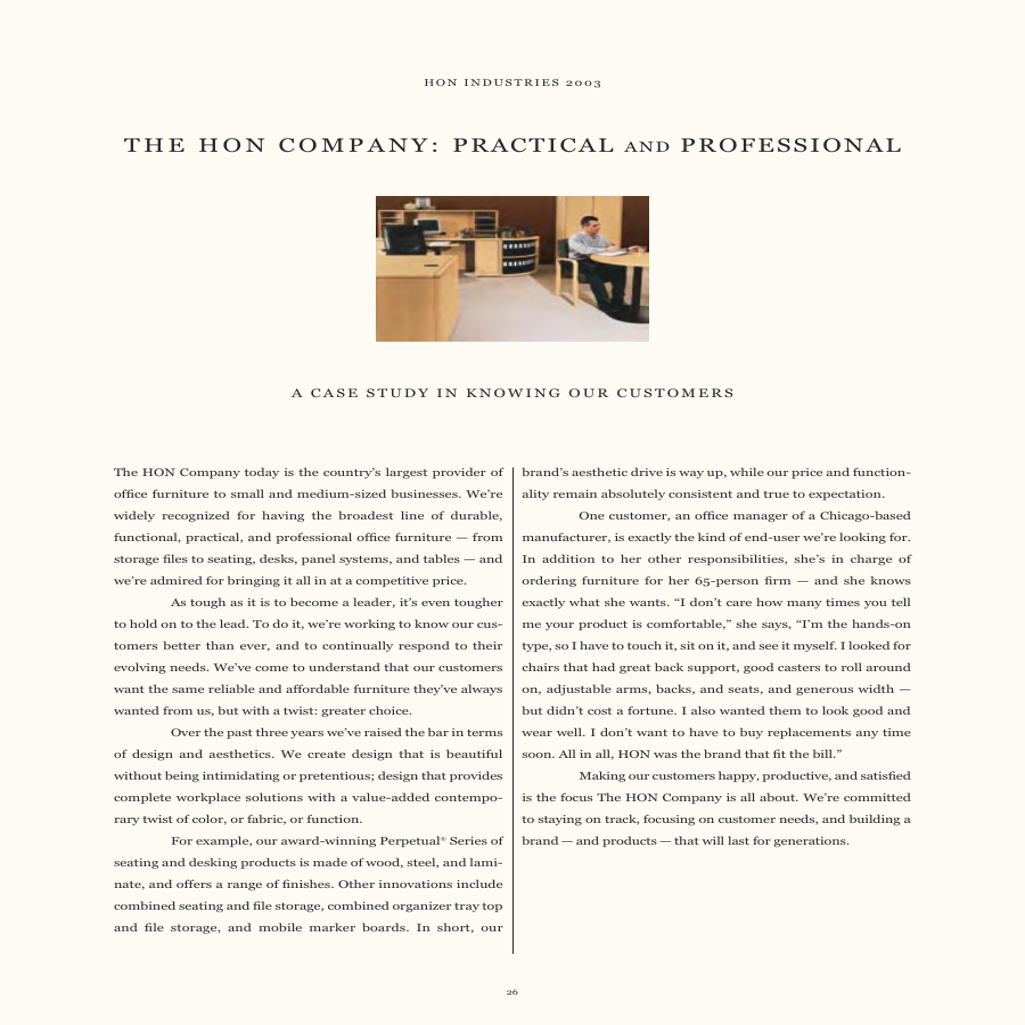 HON INDUSTRIES 2003
THE HON COMPANY: PRACTICAL AND PROFESSIONAL
A CASE STUDY IN KNOWING OUR CUSTOMERS
The HON Company today is the country's largest provider of
office furniture to small and medium-sized businesses. We're
widely recognized for having the broadest line of durable,
functional, practical, and professional office furniture — from
storage files to seating, desks, panel systems, and tables — and
we're admired for bringing it all in at a competitive price.
As tough as it is to become a leader, it's even tougher
to hold on to the lead. To do it, we're working to know our cus-
tomers better than ever, and to continually respond to their
evolving needs. We've come to understand that our customers
want the same reliable and affordable furniture they've always
wanted from us, but with a twist: greater choice.
Over the past three years we've raised the bar in terms
of design and aesthetics. We create design that is beautiful
without being intimidating or pretentious; design that provides
complete workplace solutions with a value-added contempo-
rary twist of color, or fabric, or function.
For example, our award-winning Perpetual® Series of
seating and desking products is made of wood, steel, and lami-
nate, and offers a range of finishes. Other innovations include
combined seating and file storage, combined organizer tray top
and file storage, and mobile marker boards. In short, our
brand's aesthetic drive is way up, while our price and function-
ality remain absolutely consistent and true to expectation.
One customer, an office manager of a Chicago-based
manufacturer, is exactly the kind of end-user we're looking for.
In addition to her other responsibilities, she's in charge of
ordering furniture for her 65-person firm — and she knows
exactly what she wants. “I don't care how many times you tell
me your product is comfortable,” she says, “I'm the hands-on
type, so I have to touch it, sit on it, and see it myself. I looked for
chairs that had great back support, good casters to roll around
on, adjustable arms, backs, and seats, and generous width —
but didn't cost a fortune. I also wanted them to look good and
wear well. I don't want to have to buy replacements any time
soon. All in all, HON was the brand that fit the bill.”
Making our customers happy, productive, and satisfied
is the focus The HON Company is all about. We're committed
to staying on track, focusing on customer needs, and building a
brand — and products — that will last for generations.
26